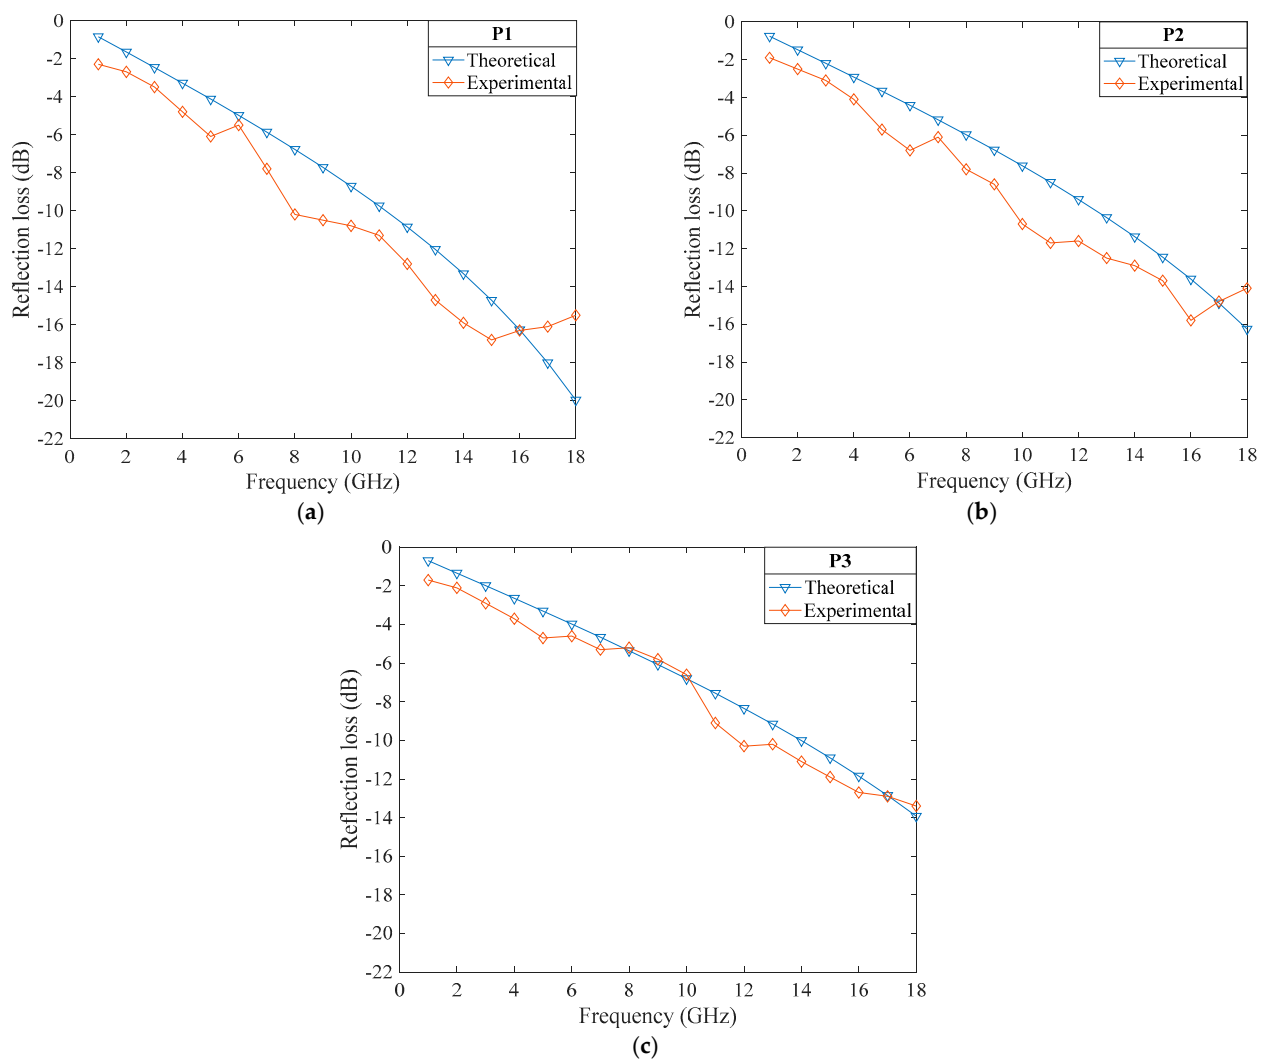 P1
Theoretical
Experimental
0
-2
-4
-6
-8
-10
-12
-14
-16
-18
-20
-22
Reflection loss (dB)
0 2 4 6 8 10 12 14 16 18
Frequency (GHz)
(a)
P2
Theoretical
Experimental
0
-2
-4
-6
-8
-10
-12
-14
-16
-18
-20
-22
Reflection loss (dB)
0 2 4 6 8 10 12 14 16 18
Frequency (GHz)
(b)
P3
Theoretical
Experimental
0
-2
-4
-6
-8
-10
-12
-14
-16
-18
-20
-22
Reflection loss (dB)
0 2 4 6 8 10 12 14 16 18
Frequency (GHz)
(c)